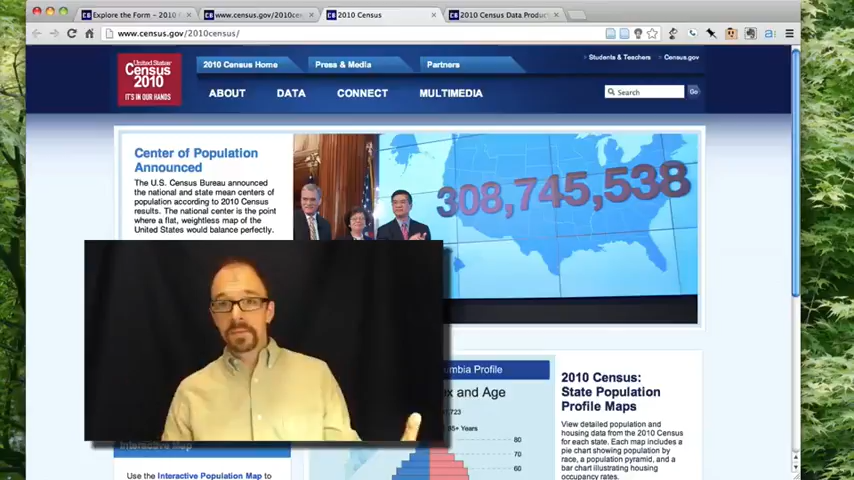 Explore the Form – 2010
www.census.gov/2010cen
2010 Census
2010 Census Data Produc
www.census.gov/2010census/
United States
Census
2010
IT'S IN OUR HANDS
2010 Census Home
Press & Media
Partners
Students & Teachers
Census.gov
ABOUT
DATA
CONNECT
MULTIMEDIA
Search
Go
Center of Population
Announced
The U.S. Census Bureau announced
the national and state mean centers of
population according to 2010 Census
results. The national center is the point
where a flat, weightless map of the
United States would balance perfectly.
308,745,538
umbia Profile
x and Age
,723
85+ Years
80
70
60
2010 Census:
State Population
Profile Maps
View detailed population and
housing data from the 2010 Census
for each state. Each map includes a
pie chart showing population by
race, a population pyramid, and a
bar chart illustrating housing
occupancy rates.
Interactive Map
Use the Interactive Population Map to